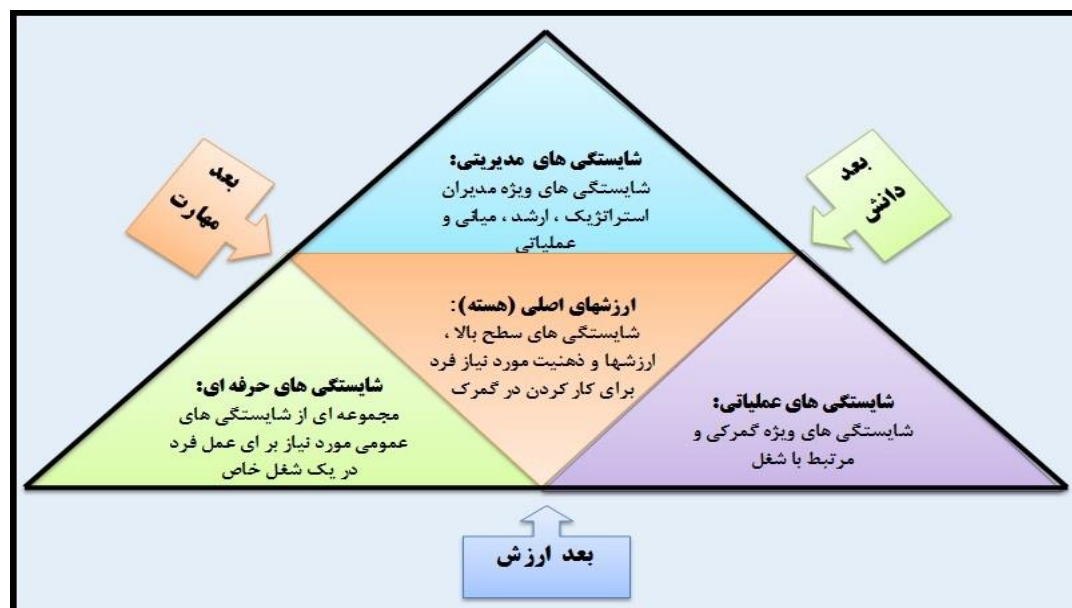 شایستگی های مدیریتی:
شایستگی های ویژه مدیران
استراتژیک ، ارشد ، میانی و
عملیاتی
بعد
دانش
بعد
مهارت
ارزشهای اصلی (هسته):
شایستگی های سطح بالا ،
ارزشها و ذهنیت مورد نیاز فرد
برای کار کردن در گمرک
شایستگی های عملیاتی:
شایستگی های ویژه گمرکی و
مرتبط با شغل
شایستگی های حرفه ای:
مجموعه ای از شایستگی های
عمومی مورد نیاز بر ای عمل فرد
در یک شغل خاص
بعد ارزش